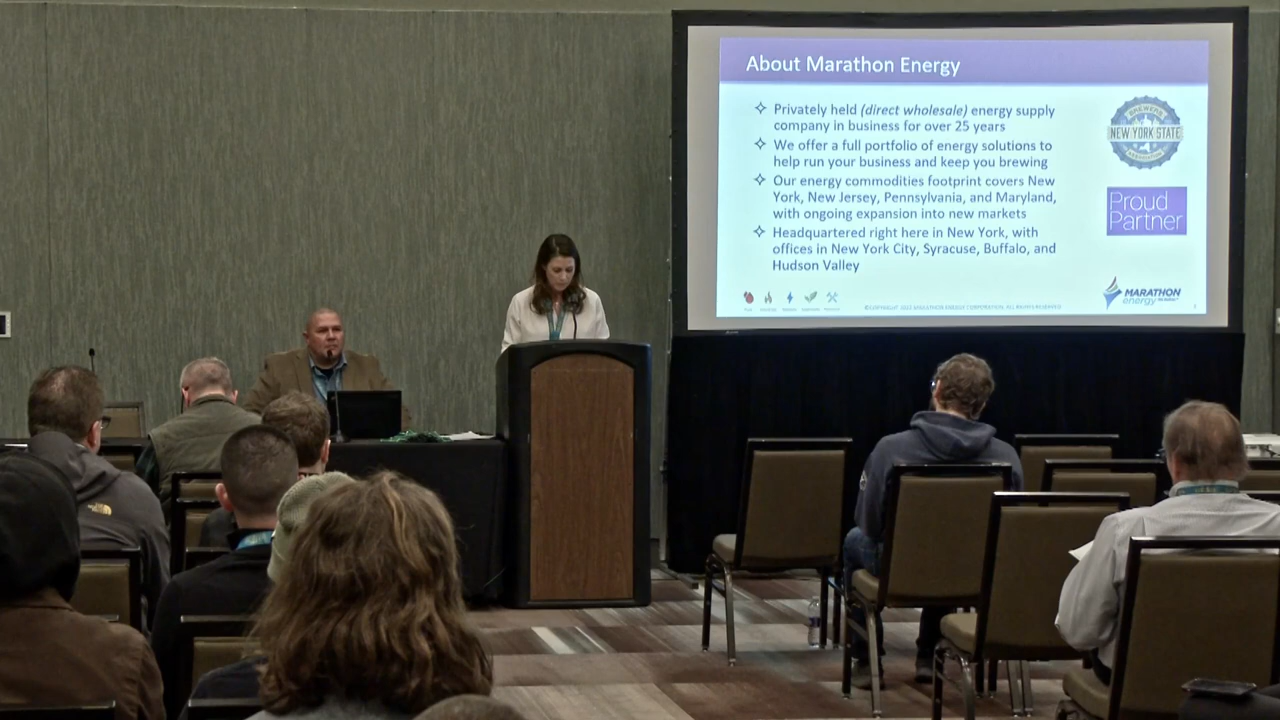 About Marathon Energy
Privately held (direct wholesale) energy supply
company in business for over 25 years
We offer a full portfolio of energy solutions to
help run your business and keep you brewing
Our energy commodities footprint covers New
York, New Jersey, Pennsylvania, and Maryland,
with ongoing expansion into new markets
Headquartered right here in New York, with
offices in New York City, Syracuse, Buffalo, and
Hudson Valley
NEW YORK STATE
Proud
Partner
MARATHON
energy